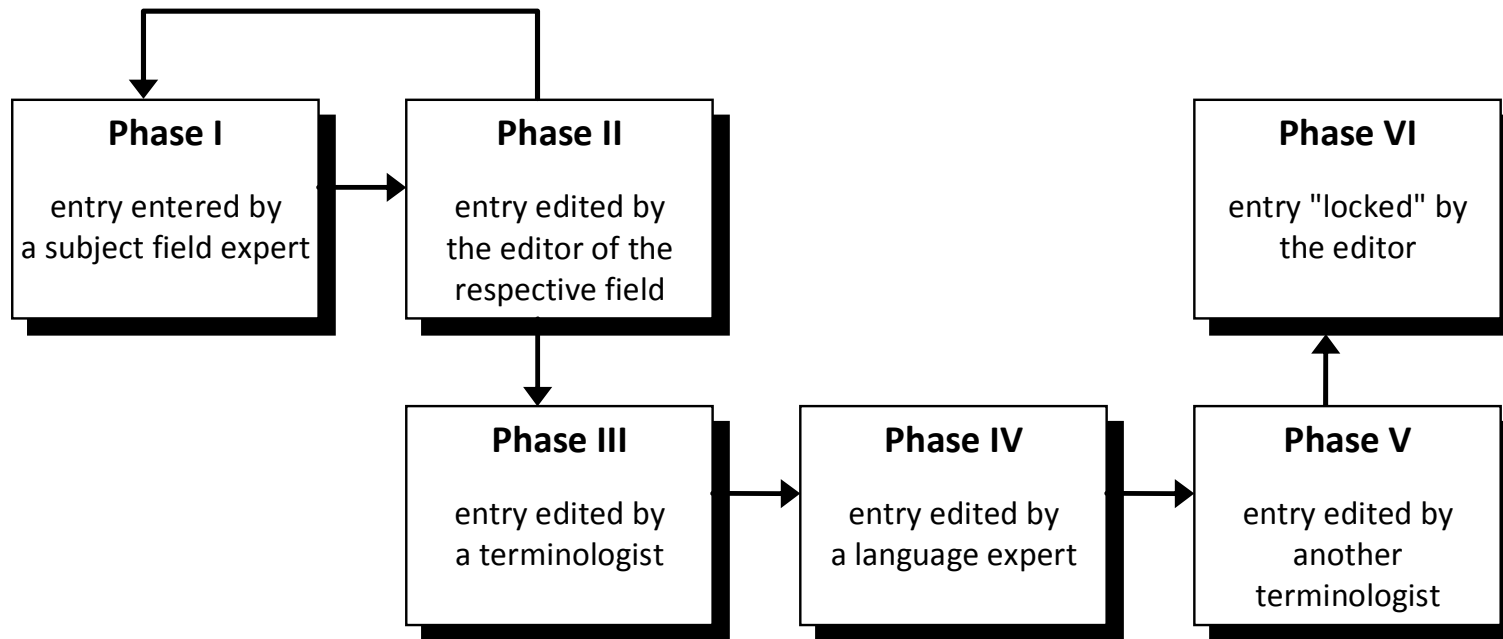 Phase I
entry entered by
a subject field expert
Phase II
entry edited by
the editor of the
respective field
Phase VI
entry "locked" by
the editor
Phase III
entry edited by
a terminologist
Phase IV
entry edited by
a language expert
Phase V
entry edited by
another
terminologist